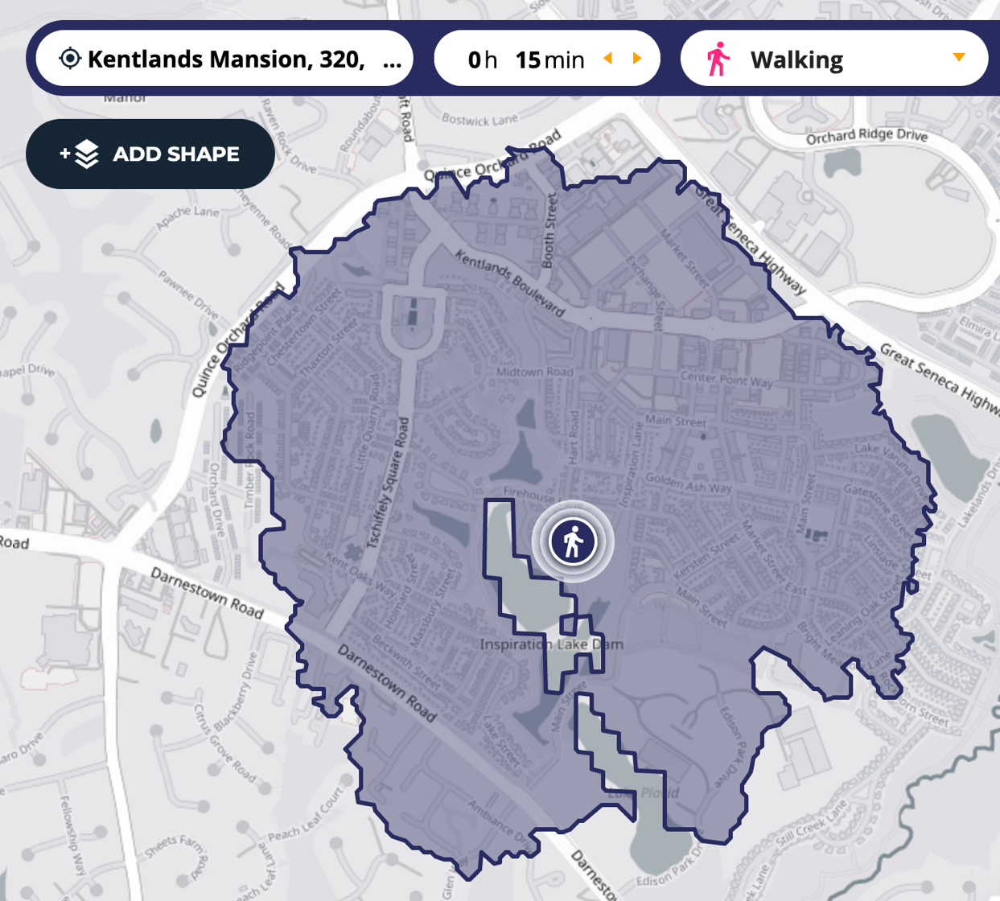 Kentlands Mansion, 320, ...
0 h 15 min
Walking
Manor
+ ADD SHAPE
Bostwick Lane
Orchard Ridge Drive
Roundabout
Raven Rock Drive
Quince Orchard Road
Apache Lane
Cheyenne Road
Great Seneca Highway
Booth Street
Market Street
Kentlands Boulevard
Exchange Street
Pawnee Drive
Quince Orchard Road
Ridgepoint Place
Chestertown Street
Thurton Street
Elmira L
Great Seneca Highw
hapel Drive
Midtown Road
Center Point Way
Little Quarry Road
Main Street
Hart Road
Inspiration Lane
Timber Rock Road
Orchard Drive
Tschiffely Square Road
Lake Varuna Drive
Golden Ash Way
Gatestone Street
Firehouse
Main Street
Lakelands Dri
Lynnside Street
Market Street East
Kersten Street
Road
Darnestown Road
Kent Oaks Way
Holmard Street
Massbury Street
Main Street
Leaning Oak Street
Bright Meadow Lane
Inspiration Lake Dam
Beckwith Street
Darnestown Road
Blackberry Drive
Citrus Grove Road
Main Street
Lake Street
Edison Park Drive
orn Street
aro Drive
Lake Placid
Fellowship Way
Peach Leaf Court
Ambiance Drive
Still Creek Lane
Sheets Farm Road
Edison Park Dr
Glen
Darnesto
each Leaf Lane
ek Lane